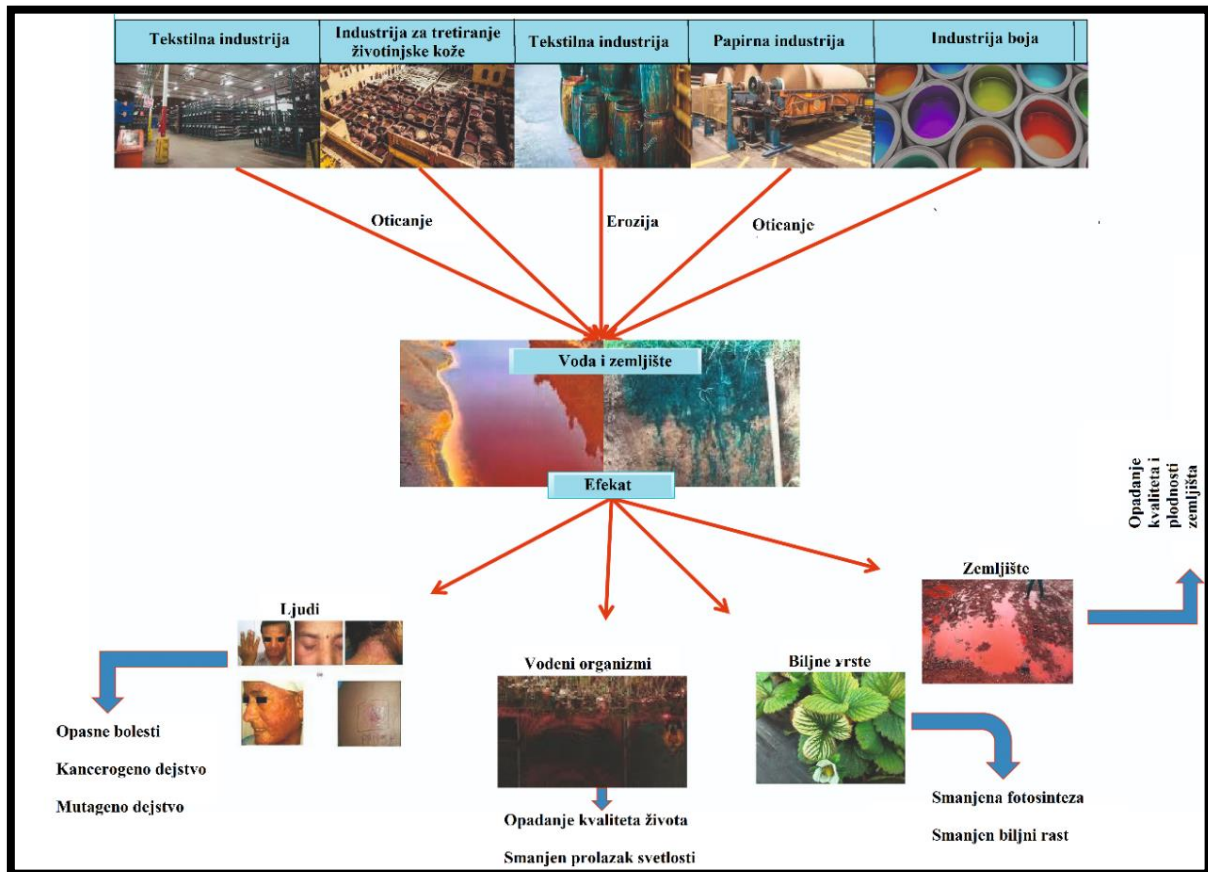 Tekstilna industrija
Industrija za tretiranje
životinjske kože
Tekstilna industrija
Papirna industrija
Industrija boja
Oticanje
Erozija
Oticanje
Voda i zemljište
Efekat
Ljudi
Opasne bolesti
Kancerogeno dejstvo
Mutageno dejstvo
Vodeni organizmi
Opadanje kvaliteta života
Smanjen prolazak svetlosti
Biljne vrste
Smanjena fotosinteza
Smanjen biljni rast
Zemljište
Opadanje
kvaliteta i
plodnosti
zemljišta